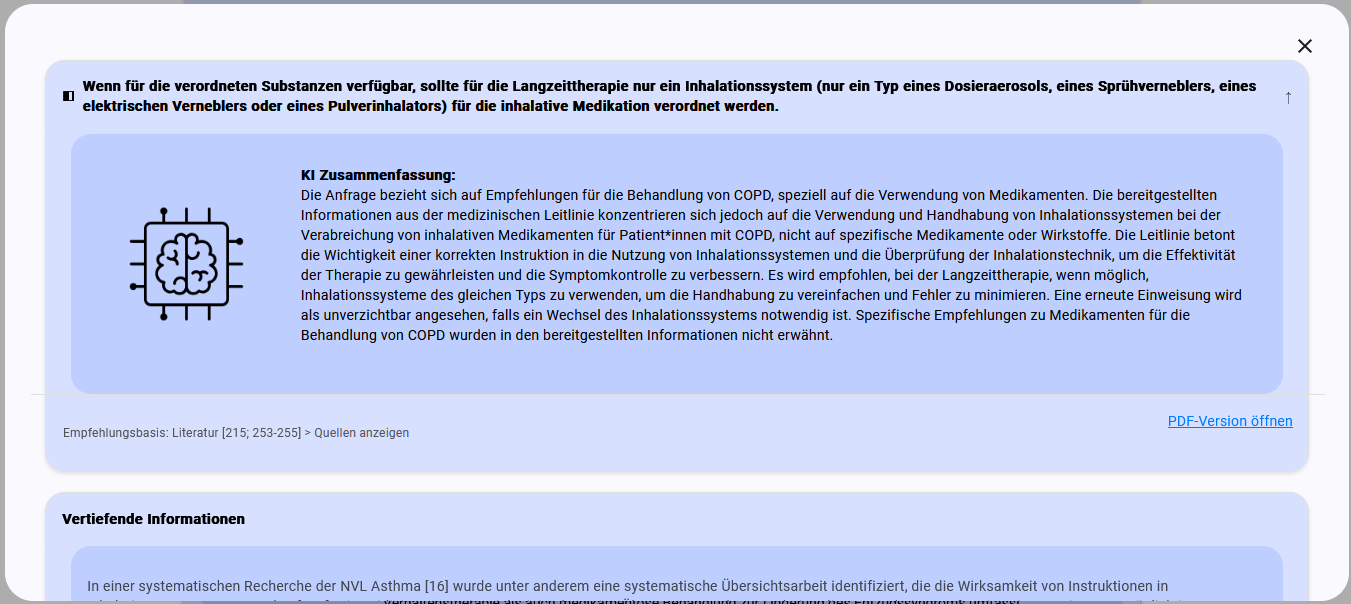 Wenn für die verordneten Substanzen verfügbar, sollte für die Langzeittherapie nur ein Inhalationssystem (nur ein Typ eines Dosieraerosols, eines Sprühverneblers, eines
elektrischen Verneblers oder eines Pulverinhalators) für die inhalative Medikation verordnet werden.
↑
KI Zusammenfassung:
Die Anfrage bezieht sich auf Empfehlungen für die Behandlung von COPD, speziell auf die Verwendung von Medikamenten. Die bereitgestellten
Informationen aus der medizinischen Leitlinie konzentrieren sich jedoch auf die Verwendung und Handhabung von Inhalationssystemen bei der
Verabreichung von inhalativen Medikamenten für Patient*innen mit COPD, nicht auf spezifische Medikamente oder Wirkstoffe. Die Leitlinie betont
die Wichtigkeit einer korrekten Instruktion in die Nutzung von Inhalationssystemen und die Überprüfung der Inhalationstechnik, um die Effektivität
der Therapie zu gewährleisten und die Symptomkontrolle zu verbessern. Es wird empfohlen, bei der Langzeittherapie, wenn möglich,
Inhalationssysteme des gleichen Typs zu verwenden, um die Handhabung zu vereinfachen und Fehler zu minimieren. Eine erneute Einweisung wird
als unverzichtbar angesehen, falls ein Wechsel des Inhalationssystems notwendig ist. Spezifische Empfehlungen zu Medikamenten für die
Behandlung von COPD wurden in den bereitgestellten Informationen nicht erwähnt.
PDF-Version öffnen
Empfehlungsbasis: Literatur [215; 253-255] > Quellen anzeigen
Vertiefende Informationen
In einer systematischen Recherche der NVL Asthma [16] wurde unter anderem eine systematische Übersichtsarbeit identifiziert, die die Wirksamkeit von Instruktionen in